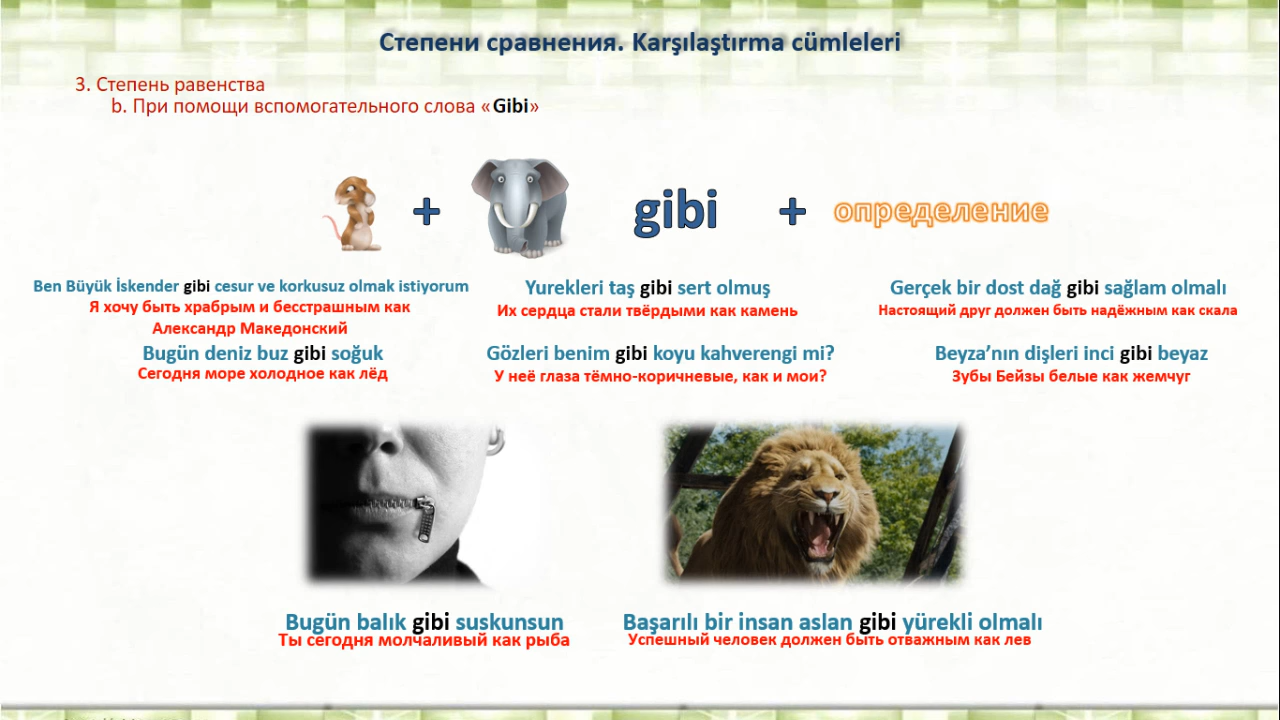 Степени сравнения. Karşılaştırma cümleleri
3. Степень равенства
b. При помощи вспомогательного слова «Gibi»
+ gibi + определение
Ben Büyük İskender gibi cesur ve korkusuz olmak istiyorum
Я хочу быть храбрым и бесстрашным как
Александр Македонский
Yurekleri taş gibi sert olmuş
Их сердца стали твёрдыми как камень
Gerçek bir dost dağ gibi sağlam olmalı
Настоящий друг должен быть надёжным как скала
Bugün deniz buz gibi soğuk
Сегодня море холодное как лёд
Gözleri benim gibi koyu kahverengi mi?
У неё глаза тёмно-коричневые, как и мои?
Beyza’nın dişleri inci gibi beyaz
Зубы Бейзы белые как жемчуг
Bugün balık gibi suskunsun
Ты сегодня молчаливый как рыба
Başarılı bir insan aslan gibi yürekli olmalı
Успешный человек должен быть отважным как лев